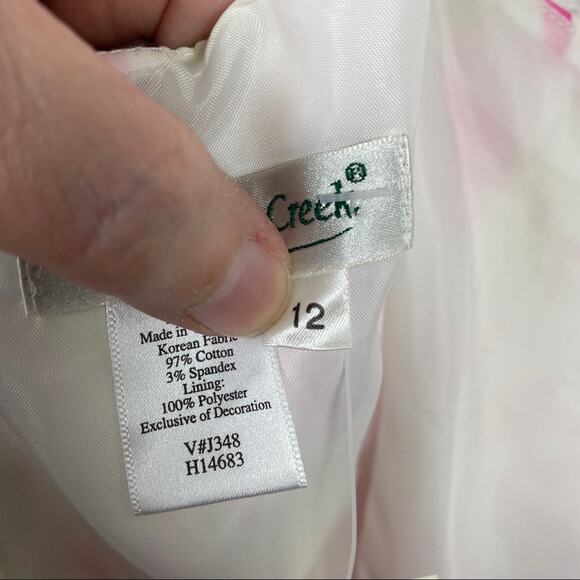 Creek®
12
Made in
Korean Fabric
97% Cotton
3% Spandex
Lining:
100% Polyester
Exclusive of Decoration
V#J348
H14683